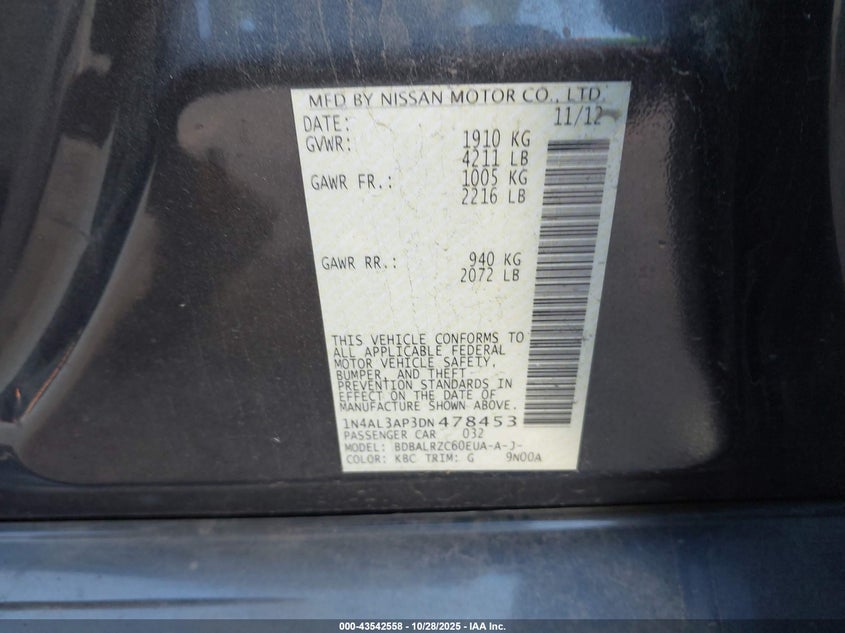 MFD BY NISSAN MOTOR CO., LTD.
DATE: 11/12
GVWR: 1910 KG
4211 LB
GAWR FR.: 1005 KG
2216 LB
GAWR RR.: 940 KG
2072 LB
THIS VEHICLE CONFORMS TO
ALL APPLICABLE FEDERAL
MOTOR VEHICLE SAFETY,
BUMPER, AND THEFT
PREVENTION STANDARDS IN
EFFECT ON THE DATE OF
MANUFACTURE SHOWN ABOVE.
1N4AL3AP3DN478453
PASSENGER CAR 032
MODEL: BDBALRZC60EUA-A-J-
COLOR: KBC TRIM: G 9N00A
000-43542558 - 10/28/2025 - IAA Inc.